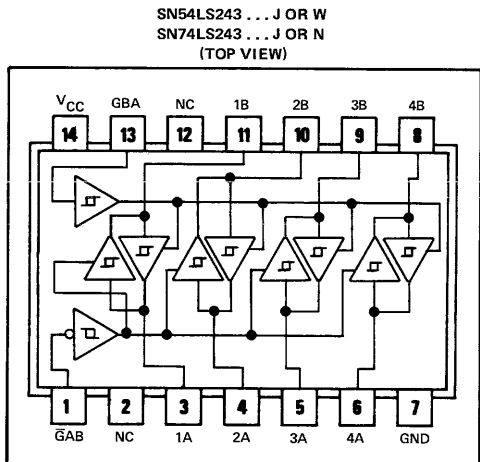 SN54LS243 . . . J OR W
SN74LS243 . . . J OR N
(TOP VIEW)
VCC GBA NC 1B 2B 3B 4B
14 13 12 11 10 9 8
1 2 3 4 5 6 7
G̅AB NC 1A 2A 3A 4A GND